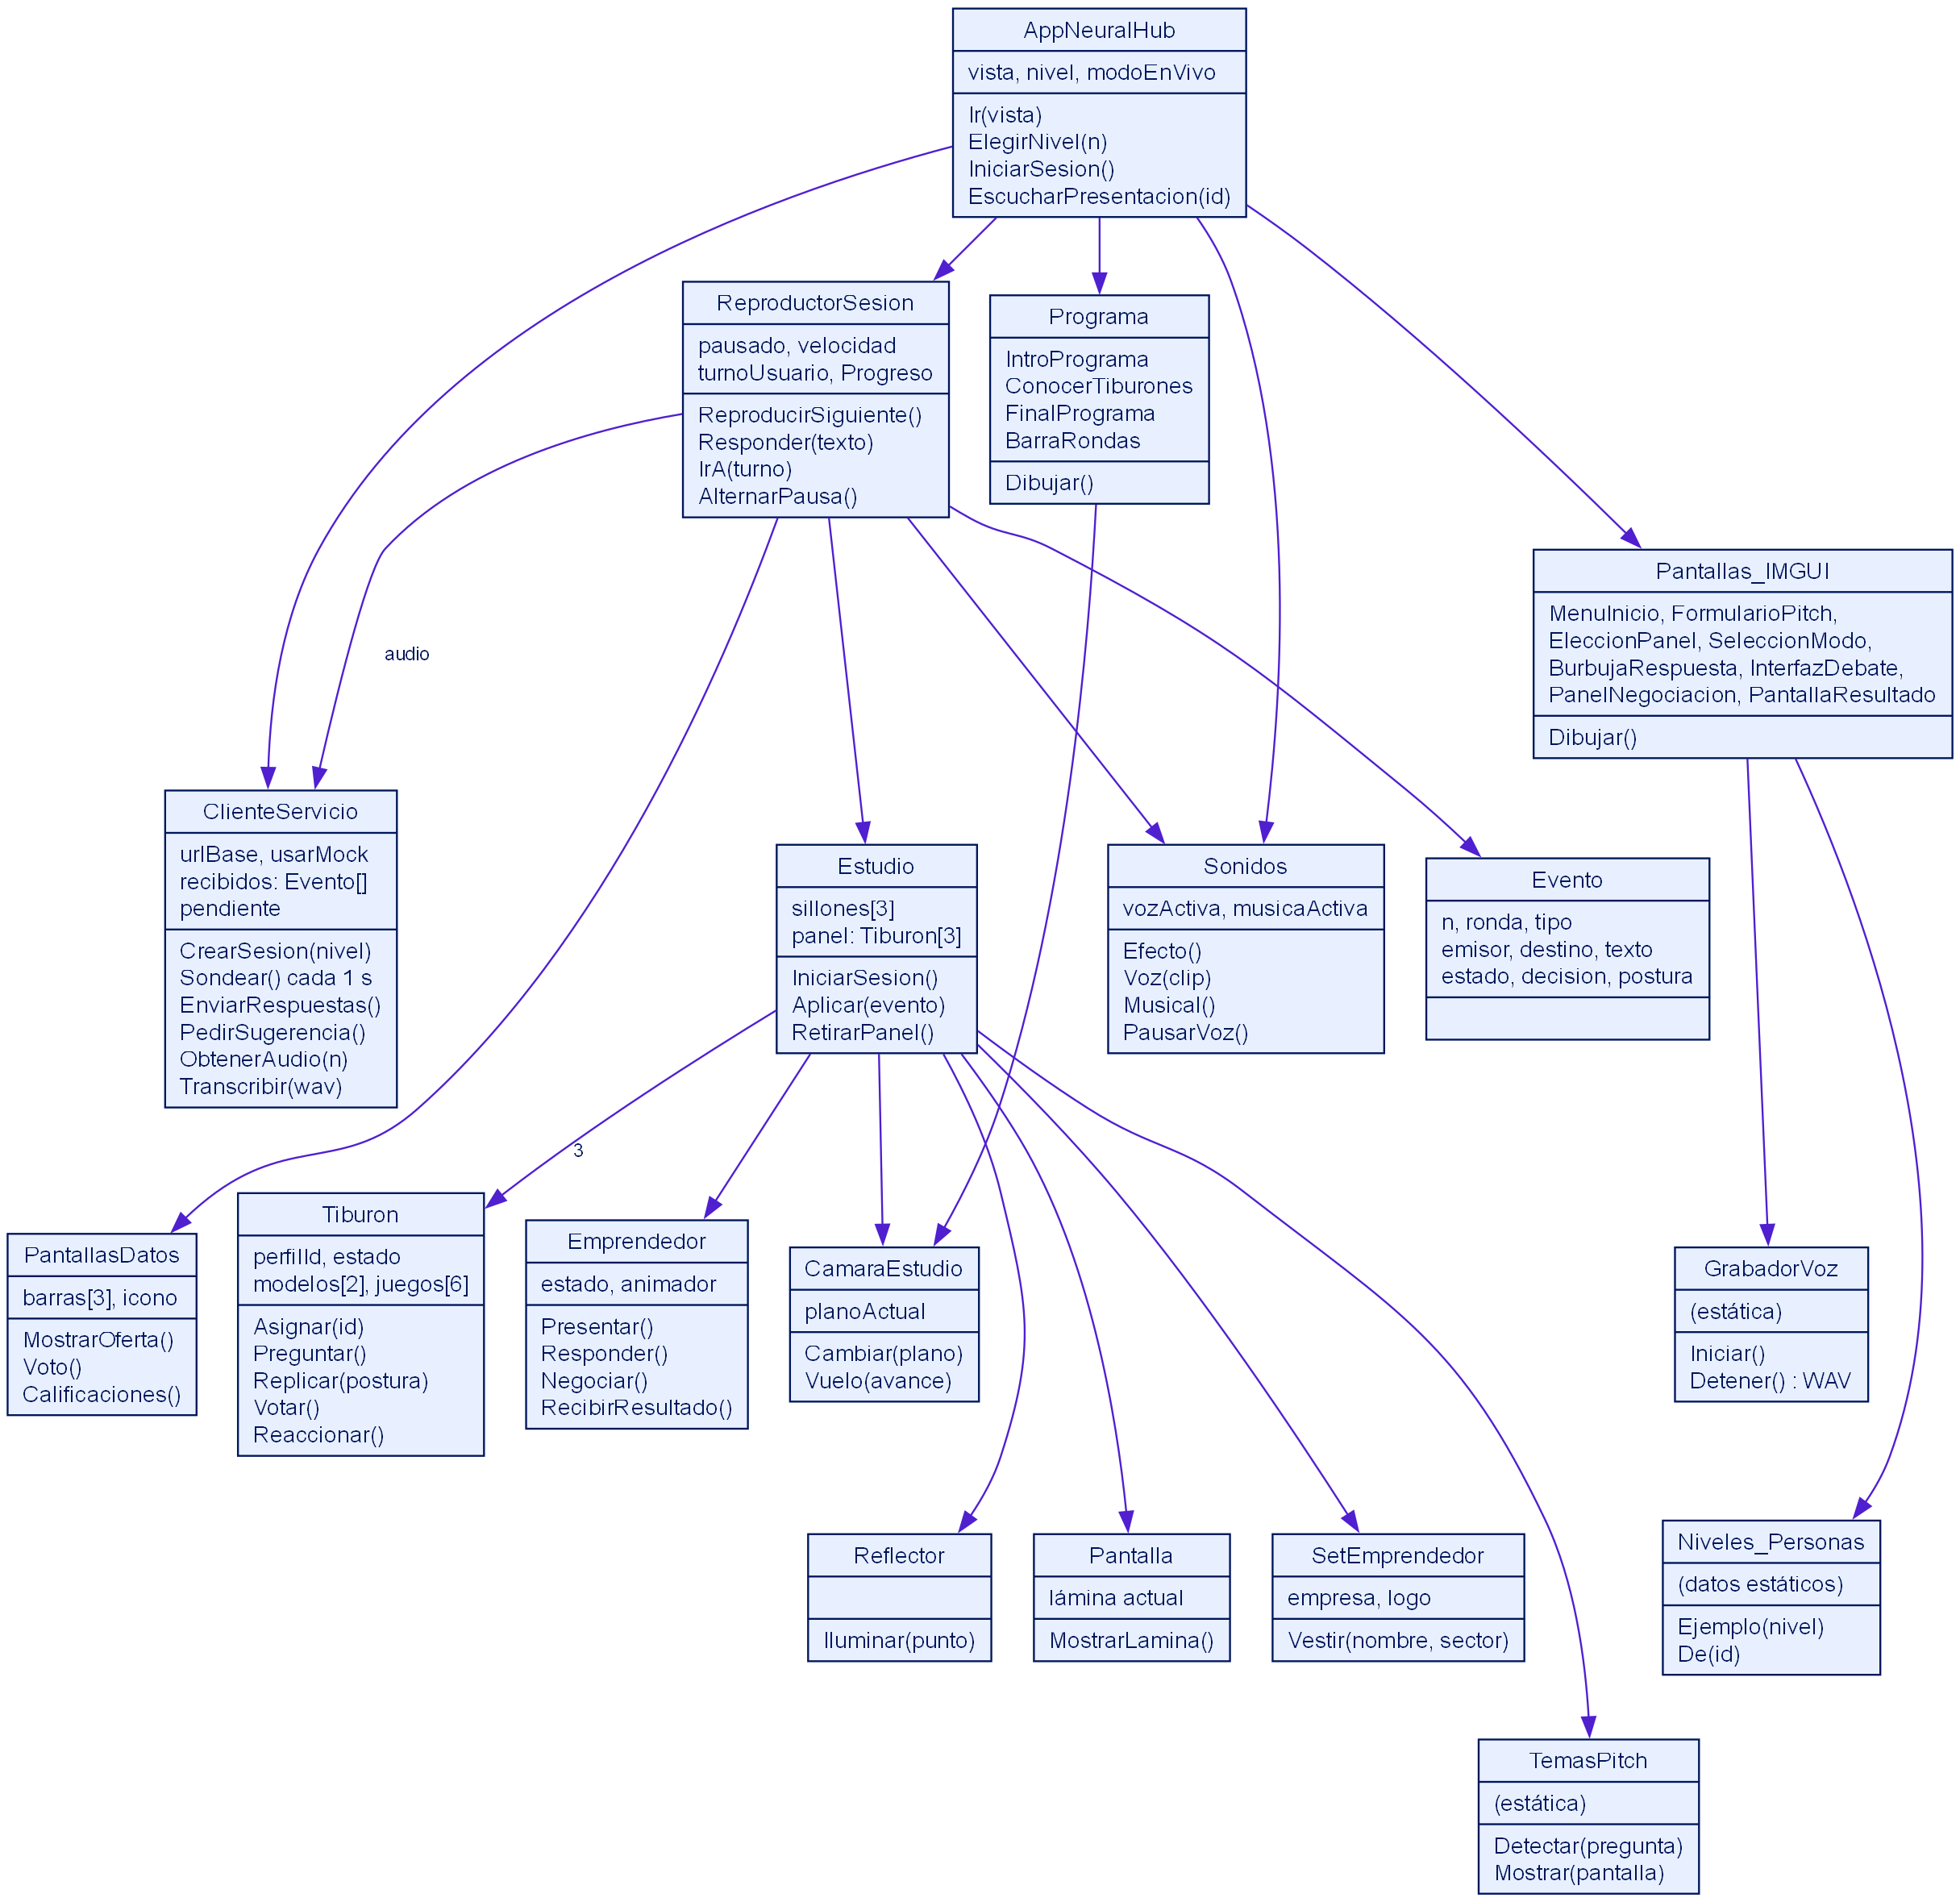 AppNeuralHub
vista, nivel, modoEnVivo
Ir(vista)
ElegirNivel(n)
IniciarSesion()
EscucharPresentacion(id)
ReproductorSesion
pausado, velocidad
turnoUsuario, Progreso
ReproducirSiguiente()
Responder(texto)
IrA(turno)
AlternarPausa()
Programa
IntroPrograma
ConocerTiburones
FinalPrograma
BarraRondas
Dibujar()
Pantallas_IMGUI
MenuInicio, FormularioPitch,
EleccionPanel, SeleccionModo,
BurbujaRespuesta, InterfazDebate,
PanelNegociacion, PantallaResultado
Dibujar()
audio
ClienteServicio
urlBase, usarMock
recibidos: Evento[]
pendiente
CrearSesion(nivel)
Sondear() cada 1 s
EnviarRespuestas()
PedirSugerencia()
ObtenerAudio(n)
Transcribir(wav)
Estudio
sillones[3]
panel: Tiburon[3]
IniciarSesion()
Aplicar(evento)
RetirarPanel()
Sonidos
vozActiva, musicaActiva
Efecto()
Voz(clip)
Musical()
PausarVoz()
Evento
n, ronda, tipo
emisor, destino, texto
estado, decision, postura
3
PantallasDatos
barras[3], icono
MostrarOferta()
Voto()
Calificaciones()
Tiburon
perfilId, estado
modelos[2], juegos[6]
Asignar(id)
Preguntar()
Replicar(postura)
Votar()
Reaccionar()
Emprendedor
estado, animador
Presentar()
Responder()
Negociar()
RecibirResultado()
CamaraEstudio
planoActual
Cambiar(plano)
Vuelo(avance)
GrabadorVoz
(estática)
Iniciar()
Detener() : WAV
Reflector
Iluminar(punto)
Pantalla
lámina actual
MostrarLamina()
SetEmprendedor
empresa, logo
Vestir(nombre, sector)
Niveles_Personas
(datos estáticos)
Ejemplo(nivel)
De(id)
TemasPitch
(estática)
Detectar(pregunta)
Mostrar(pantalla)